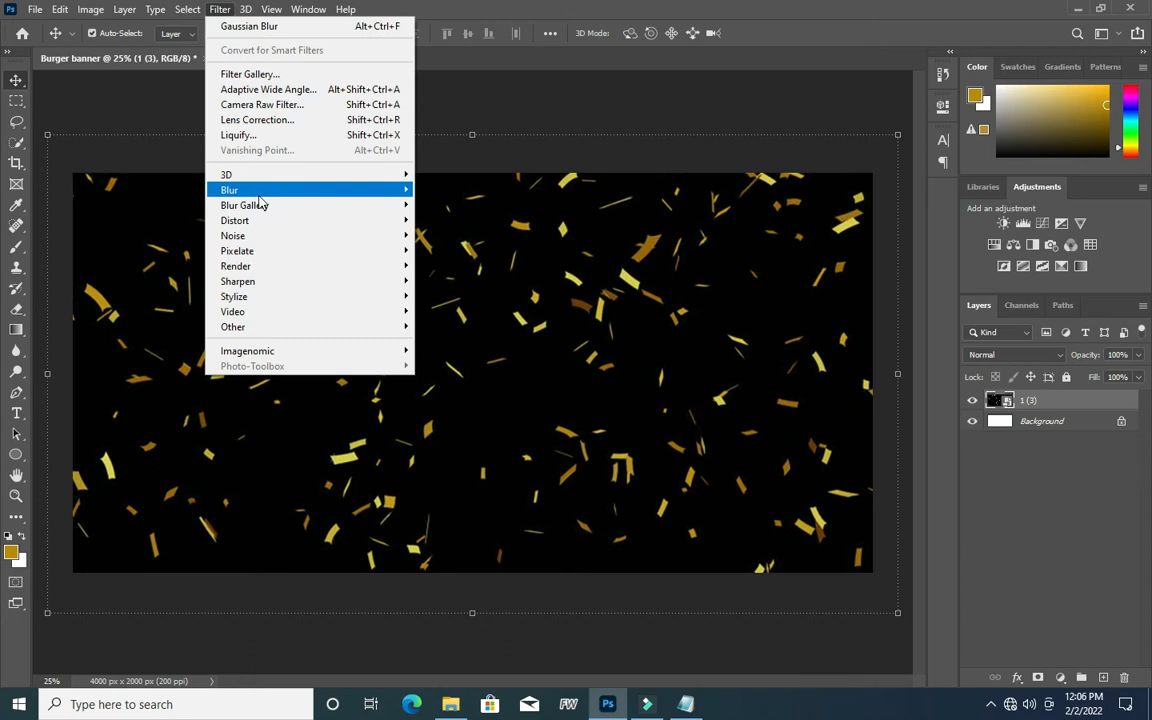 Ps File Edit Image Layer Type Select Filter 3D View Window Help
Auto-Select: Layer 3D Mode:
Burger banner @ 25% (1 (3), RGB/8) *
Gaussian Blur Alt+Ctrl+F
Convert for Smart Filters
Filter Gallery...
Adaptive Wide Angle... Alt+Shift+Ctrl+A
Camera Raw Filter... Shift+Ctrl+A
Lens Correction... Shift+Ctrl+R
Liquify... Shift+Ctrl+X
Vanishing Point... Alt+Ctrl+V
3D
Blur
Blur Gallery
Distort
Noise
Pixelate
Render
Sharpen
Stylize
Video
Other
Imagenomic
Photo-Toolbox
Color Swatches Gradients Patterns
Libraries Adjustments
Add an adjustment
Layers Channels Paths
Kind
Normal Opacity: 100%
Lock: Fill: 100%
1 (3)
Background
25% 4000 px x 2000 px (200 ppi)
Type here to search
FW
Ps
12:06 PM
2/2/2022